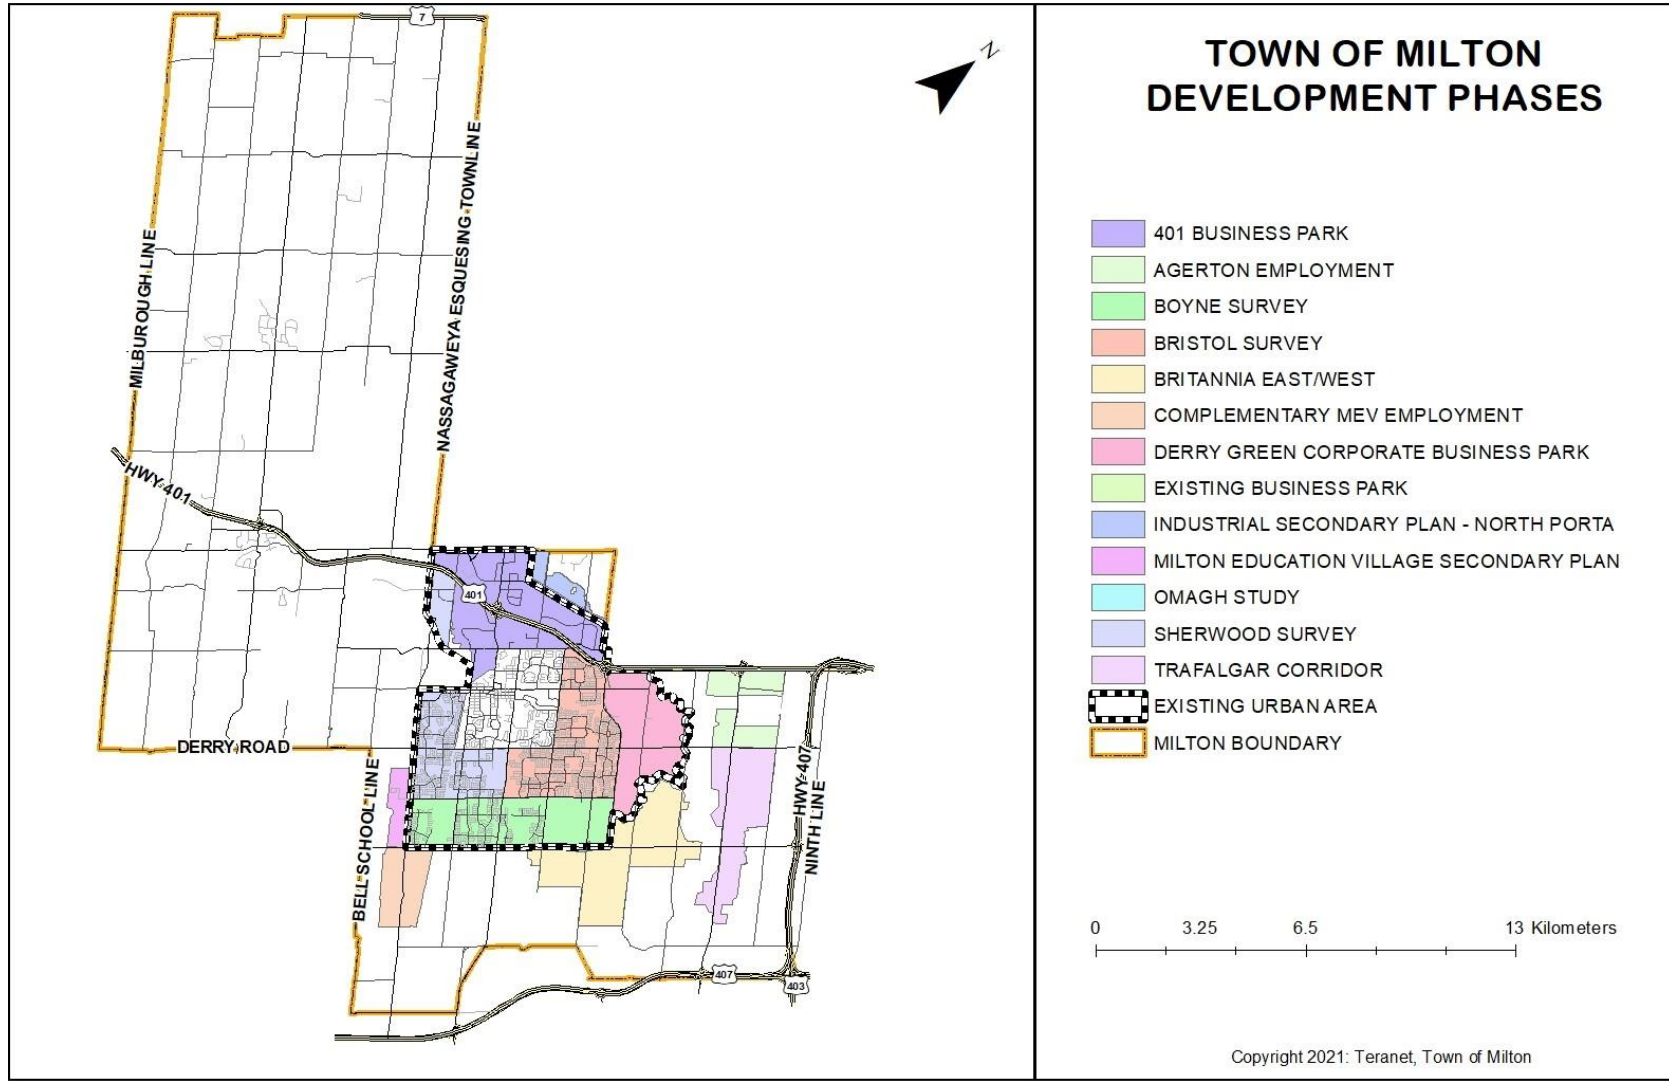 TOWN OF MILTON
DEVELOPMENT PHASES
N
7
MILBOROUGH LINE
NASSAGAWEYA ESQUESING TOWNLINE
HWY 401
401
DERRY ROAD
BELL SCHOOL LINE
HWY 407
NINTH LINE
407
403
401 BUSINESS PARK
AGERTON EMPLOYMENT
BOYNE SURVEY
BRISTOL SURVEY
BRITANNIA EAST/WEST
COMPLEMENTARY MEV EMPLOYMENT
DERRY GREEN CORPORATE BUSINESS PARK
EXISTING BUSINESS PARK
INDUSTRIAL SECONDARY PLAN - NORTH PORTA
MILTON EDUCATION VILLAGE SECONDARY PLAN
OMAGH STUDY
SHERWOOD SURVEY
TRAFALGAR CORRIDOR
EXISTING URBAN AREA
MILTON BOUNDARY
0 3.25 6.5 13 Kilometers
Copyright 2021: Teranet, Town of Milton